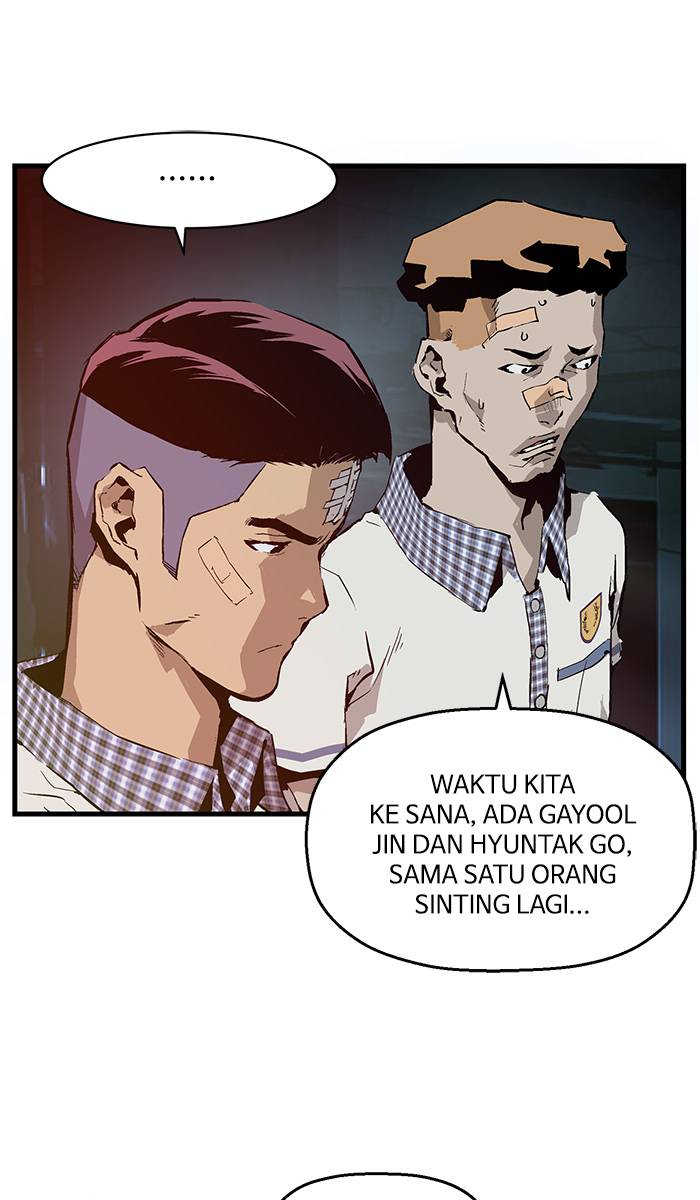 ......
WAKTU KITA
KE SANA, ADA GAYOOL
JIN DAN HYUNTAK GO,
SAMA SATU ORANG
SINTING LAGI...